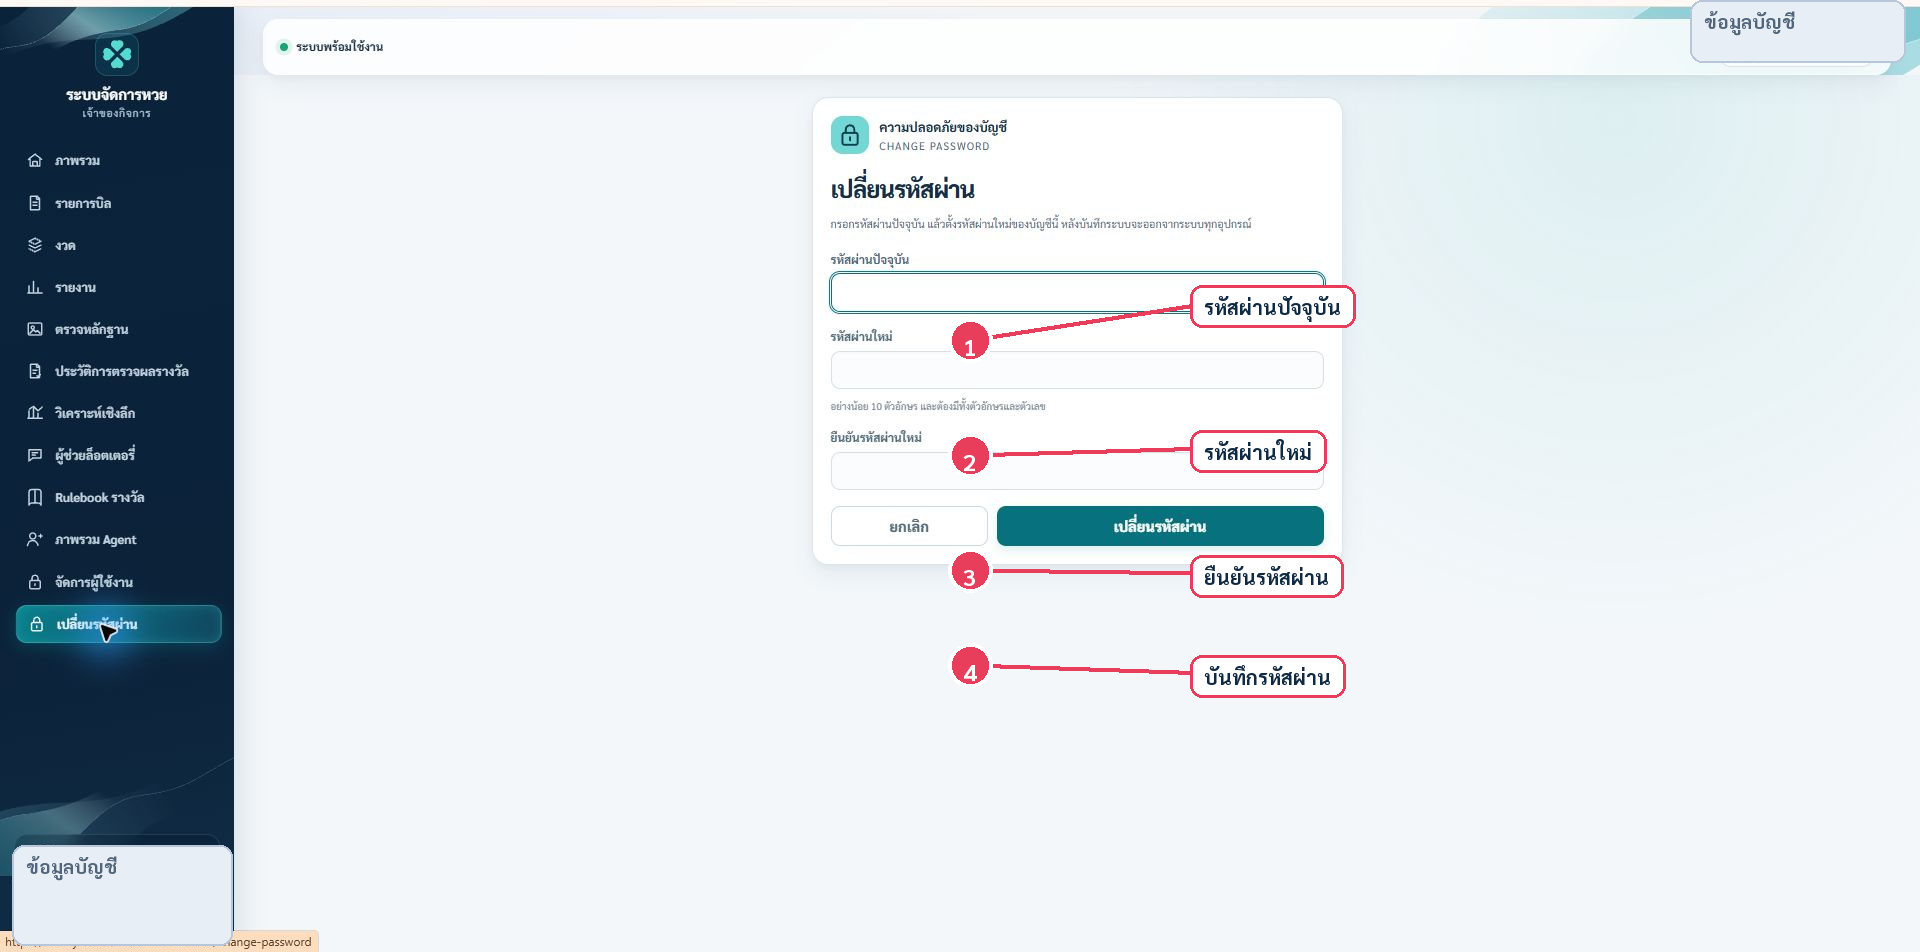 ระบบจัดการหวย
เจ้าของกิจการ
ภาพรวม
รายการบิล
งวด
รายงาน
ตรวจหลักฐาน
ประวัติการตรวจผลรางวัล
วิเคราะห์เชิงลึก
ผู้ช่วยล็อตเตอรี่
Rulebook รางวัล
ภาพรวม Agent
จัดการผู้ใช้งาน
เปลี่ยนรหัสผ่าน
ข้อมูลบัญชี
ange-password
ระบบพร้อมใช้งาน
ข้อมูลบัญชี
ความปลอดภัยของบัญชี
CHANGE PASSWORD
เปลี่ยนรหัสผ่าน
กรอกรหัสผ่านปัจจุบัน แล้วตั้งรหัสผ่านใหม่ของบัญชีนี้ หลังบันทึกระบบจะออกจากระบบทุกอุปกรณ์
รหัสผ่านปัจจุบัน
รหัสผ่านปัจจุบัน
รหัสผ่านใหม่
1
อย่างน้อย 10 ตัวอักษร และต้องมีทั้งตัวอักษรและตัวเลข
ยืนยันรหัสผ่านใหม่
2
รหัสผ่านใหม่
ยกเลิก
เปลี่ยนรหัสผ่าน
3
ยืนยันรหัสผ่าน
4
บันทึกรหัสผ่าน